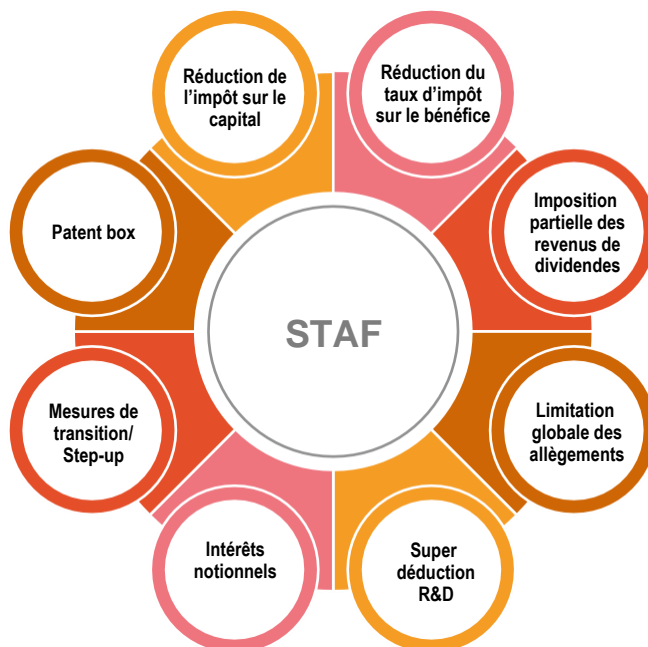 Réduction de
l'impôt sur le
capital
Réduction du
taux d'impôt
sur le bénéfice
Imposition
partielle des
revenus de
dividendes
Limitation
globale des
allègements
Super
déduction
R&D
Intérêts
notionnels
Mesures de
transition/
Step-up
Patent box
STAF